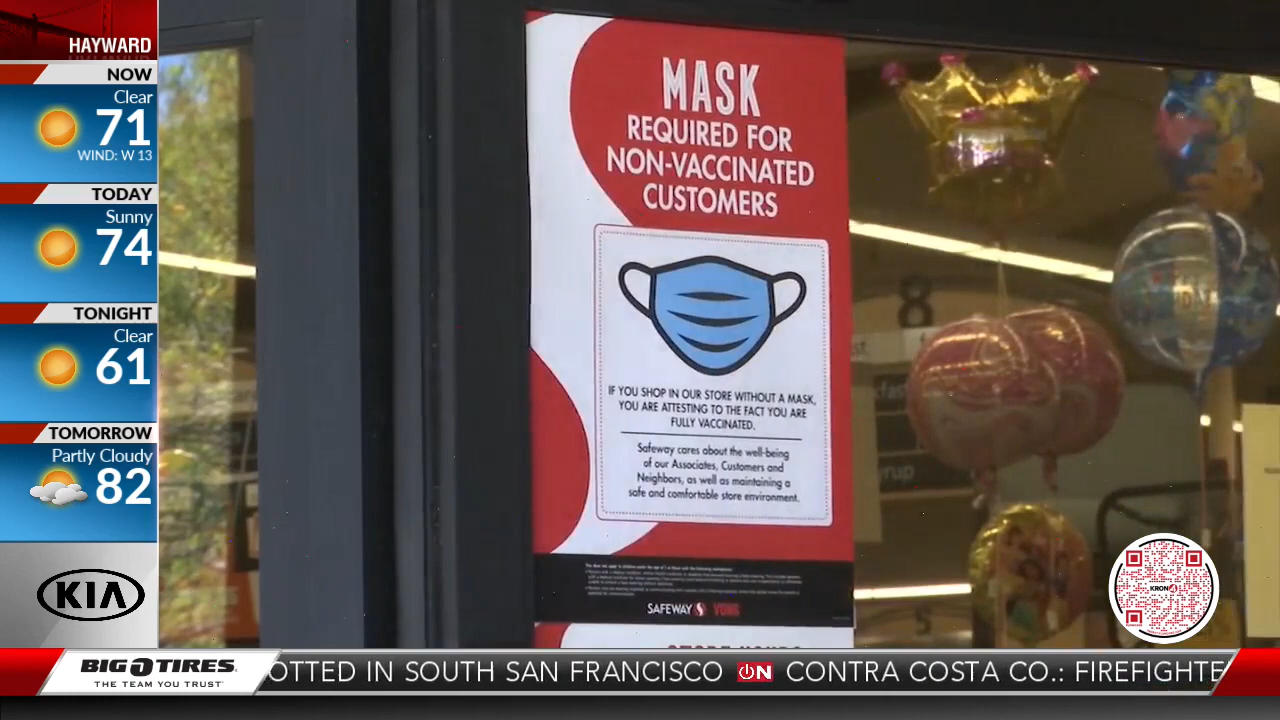 HAYWARD
NOW
Clear
71
WIND: W 13
TODAY
Sunny
74
TONIGHT
Clear
61
TOMORROW
Partly Cloudy
82
KIA
MASK
REQUIRED FOR
NON-VACCINATED
CUSTOMERS
IF YOU SHOP IN OUR STORE WITHOUT A MASK,
YOU ARE ATTESTING TO THE FACT YOU ARE
FULLY VACCINATED.
Safeway cares about the well-being
of our Associates, Customers and
Neighbors, as well as maintaining a
safe and comfortable store environment.
SAFEWAY VONS
8
5
KRON4
BIG O TIRES
THE TEAM YOU TRUST
OTTED IN SOUTH SAN FRANCISCO ON CONTRA COSTA CO.: FIREFIGHTE